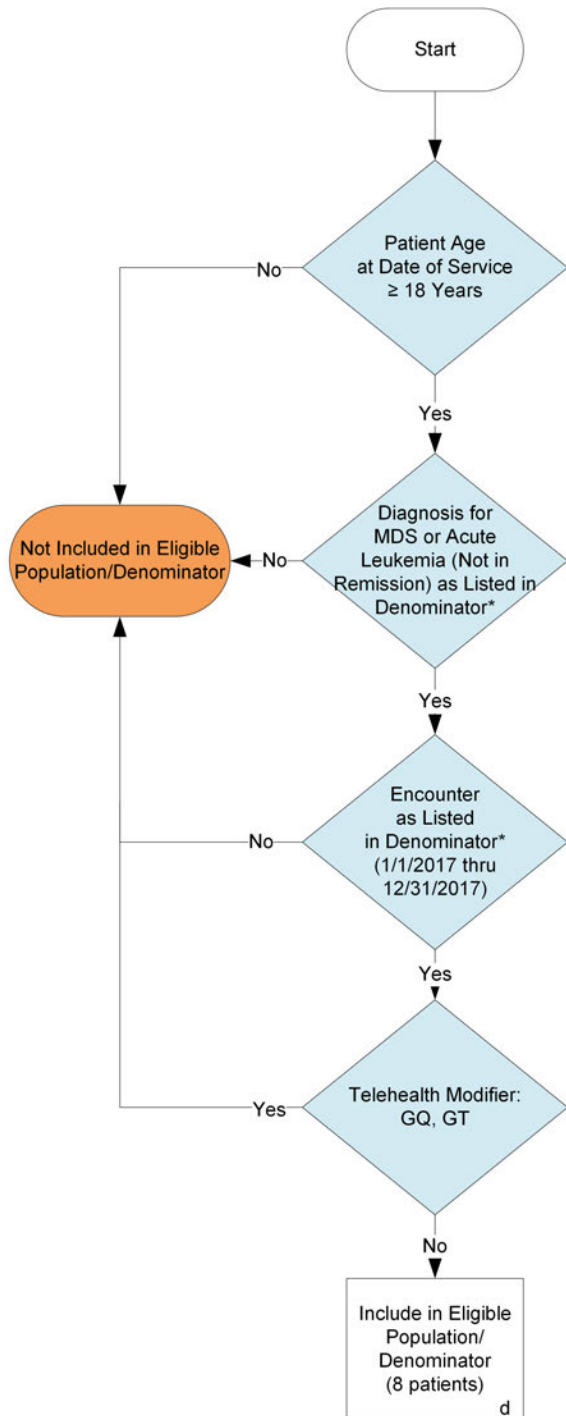 Start
Patient Age
at Date of Service
≥ 18 Years
No
Yes
Not Included in Eligible
Population/Denominator
No
Diagnosis for
MDS or Acute
Leukemia (Not in
Remission) as Listed in
Denominator*
Yes
Encounter
as Listed
in Denominator*
(1/1/2017 thru
12/31/2017)
No
Yes
Telehealth Modifier:
GQ, GT
Yes
No
Include in Eligible
Population/
Denominator
(8 patients)
d